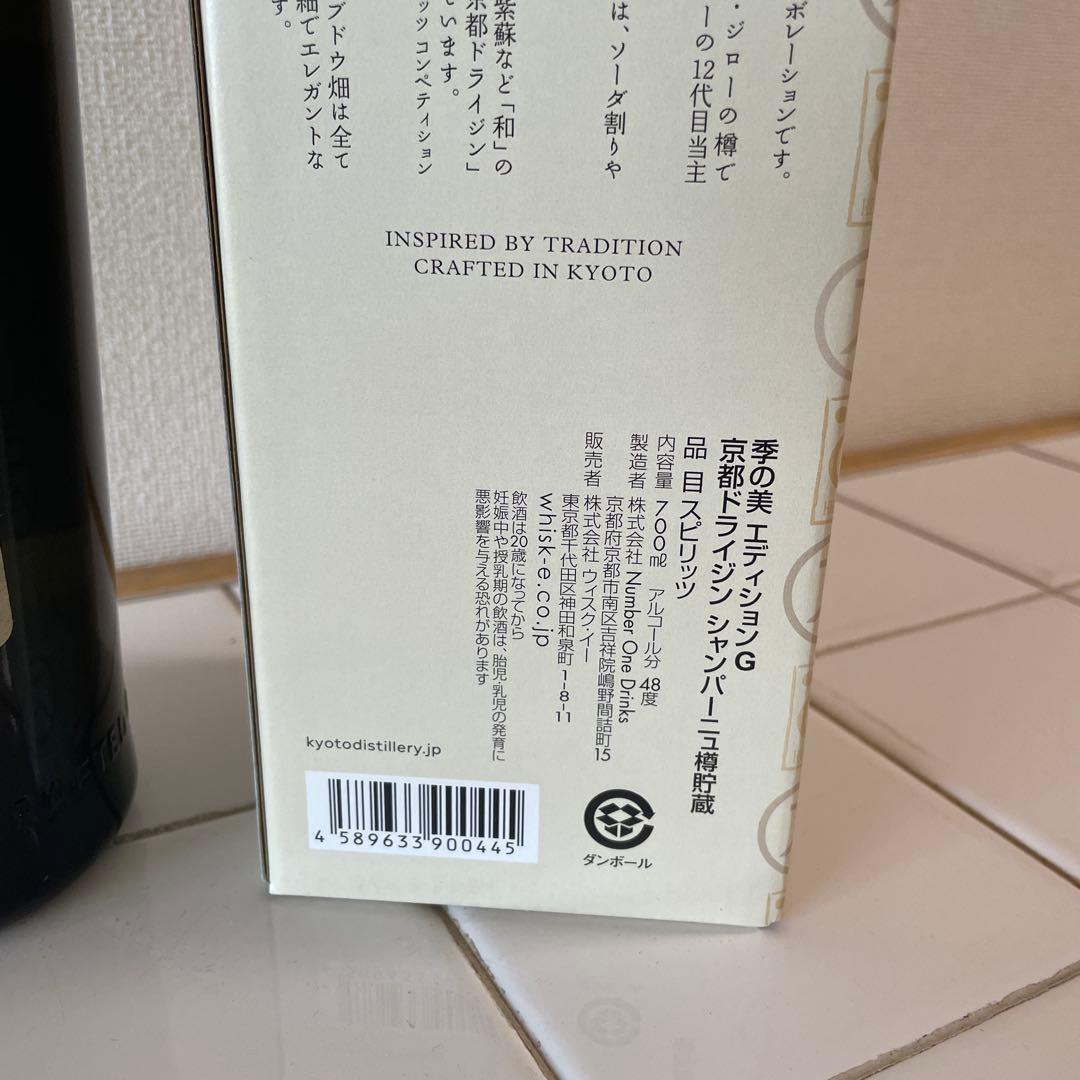 ボレーションです。
・ジローの樽で
ーの12代目当主
は、ソーダ割りや
紫蘇など「和」の
京都ドライジン」
ています。
ッツ コンペティション
ブドウ畑は全て
細でエレガントな
す。
INSPIRED BY TRADITION
CRAFTED IN KYOTO
季の美 エディションG
京都ドライジン シャンパーニュ樽貯蔵
品 目 スピリッツ
内容量 700㎖ アルコール分 48度
製造者 株式会社 Number One Drinks
京都府京都市南区吉祥院嶋野間詰町15
販売者 株式会社 ウィスク・イー
東京都千代田区神田和泉町 1-8-11
whisk-e.co.jp
飲酒は20歳になってから
妊娠中や授乳期の飲酒は、胎児・乳児の発育に
悪影響を与える恐れがあります
kyotodistillery.jp
4 589633 900445
ダンボール